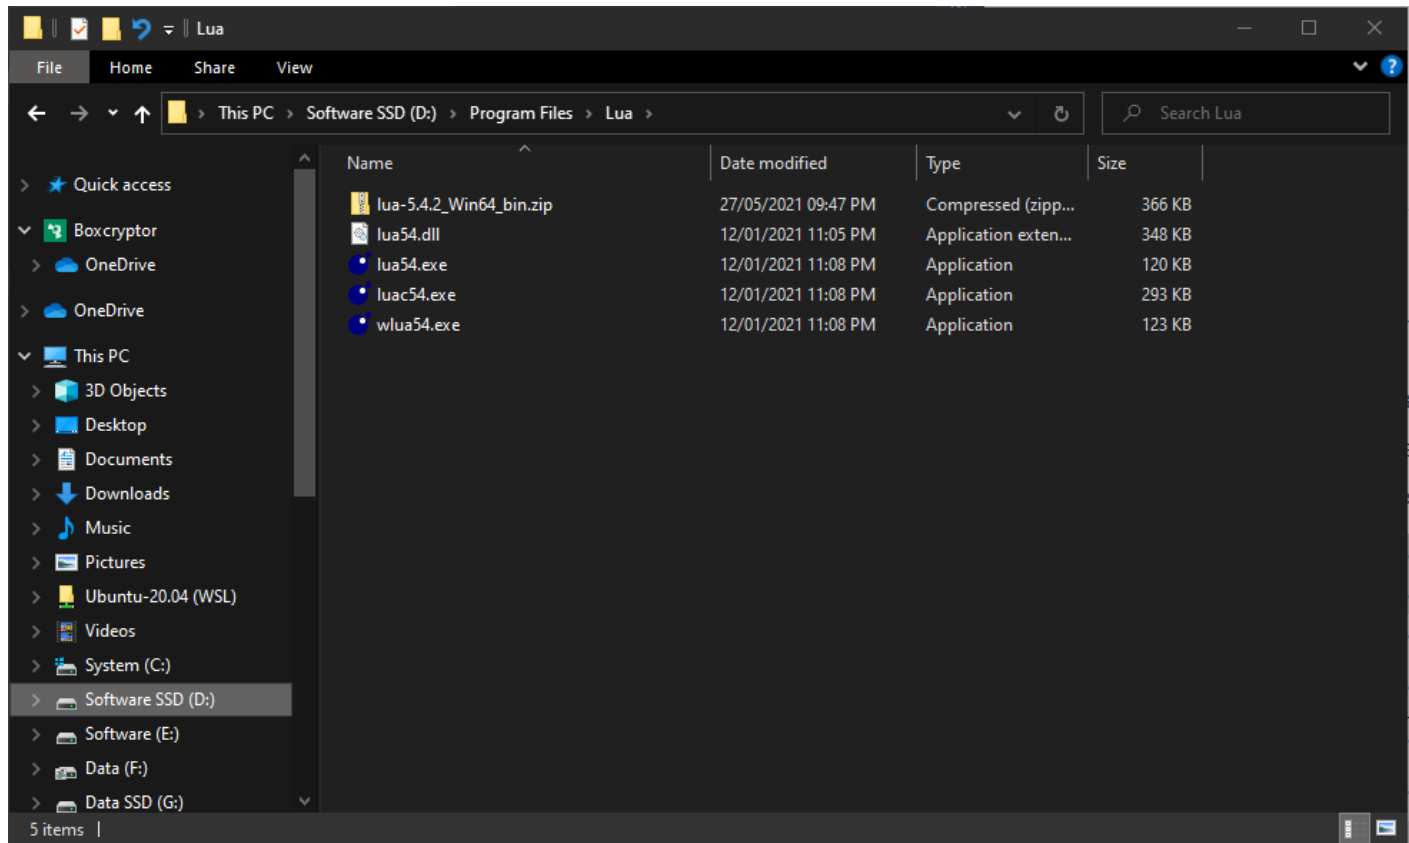 Lua
File Home Share View
This PC > Software SSD (D:) > Program Files > Lua >
Search Lua
Name Date modified Type Size
lua-5.4.2_Win64_bin.zip 27/05/2021 09:47 PM Compressed (zipp... 366 KB
lua54.dll 12/01/2021 11:05 PM Application exten... 348 KB
lua54.exe 12/01/2021 11:08 PM Application 120 KB
luac54.exe 12/01/2021 11:08 PM Application 293 KB
wlua54.exe 12/01/2021 11:08 PM Application 123 KB
Quick access
Boxcryptor
OneDrive
OneDrive
This PC
3D Objects
Desktop
Documents
Downloads
Music
Pictures
Ubuntu-20.04 (WSL)
Videos
System (C:)
Software SSD (D:)
Software (E:)
Data (F:)
Data SSD (G:)
5 items